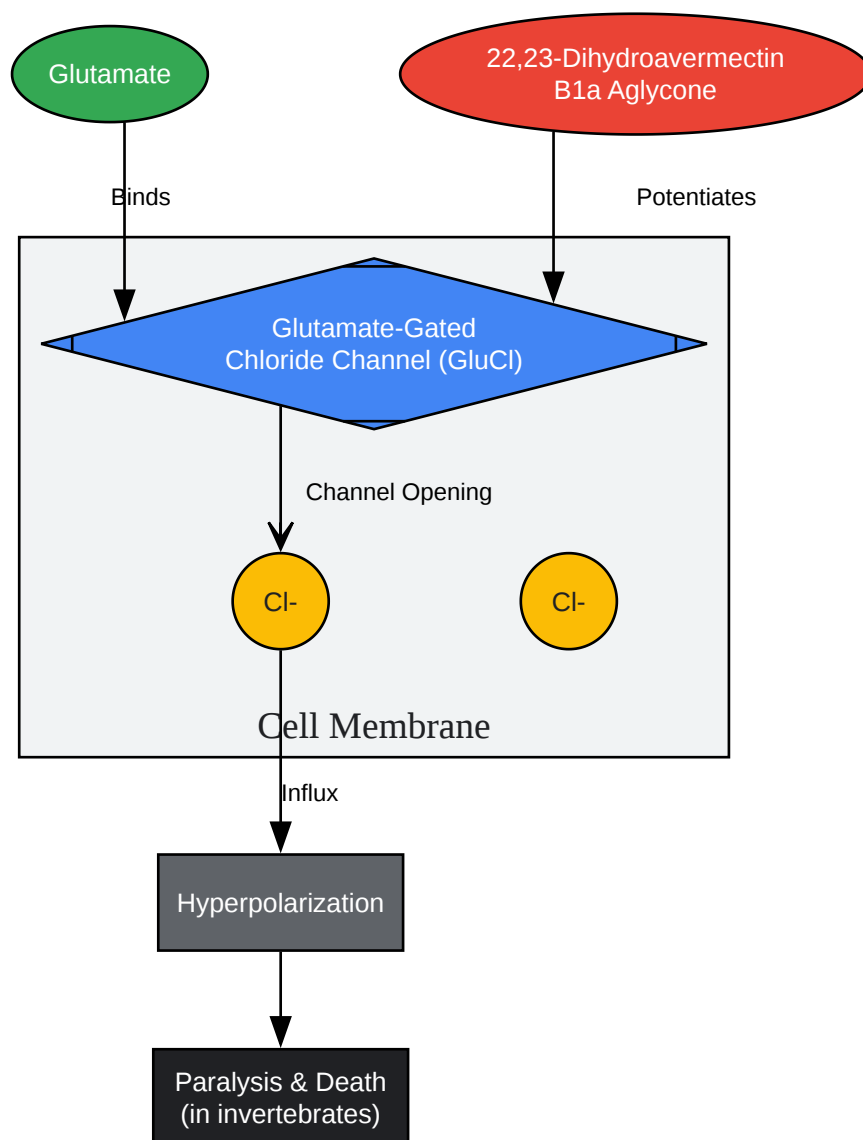 Glutamate
22,23-Dihydroavermectin
B1a Aglycone
Binds
Potentiates
Glutamate-Gated
Chloride Channel (GluCl)
Channel Opening
Cl-
Cl-
Cell Membrane
Influx
Hyperpolarization
Paralysis & Death
(in invertebrates)